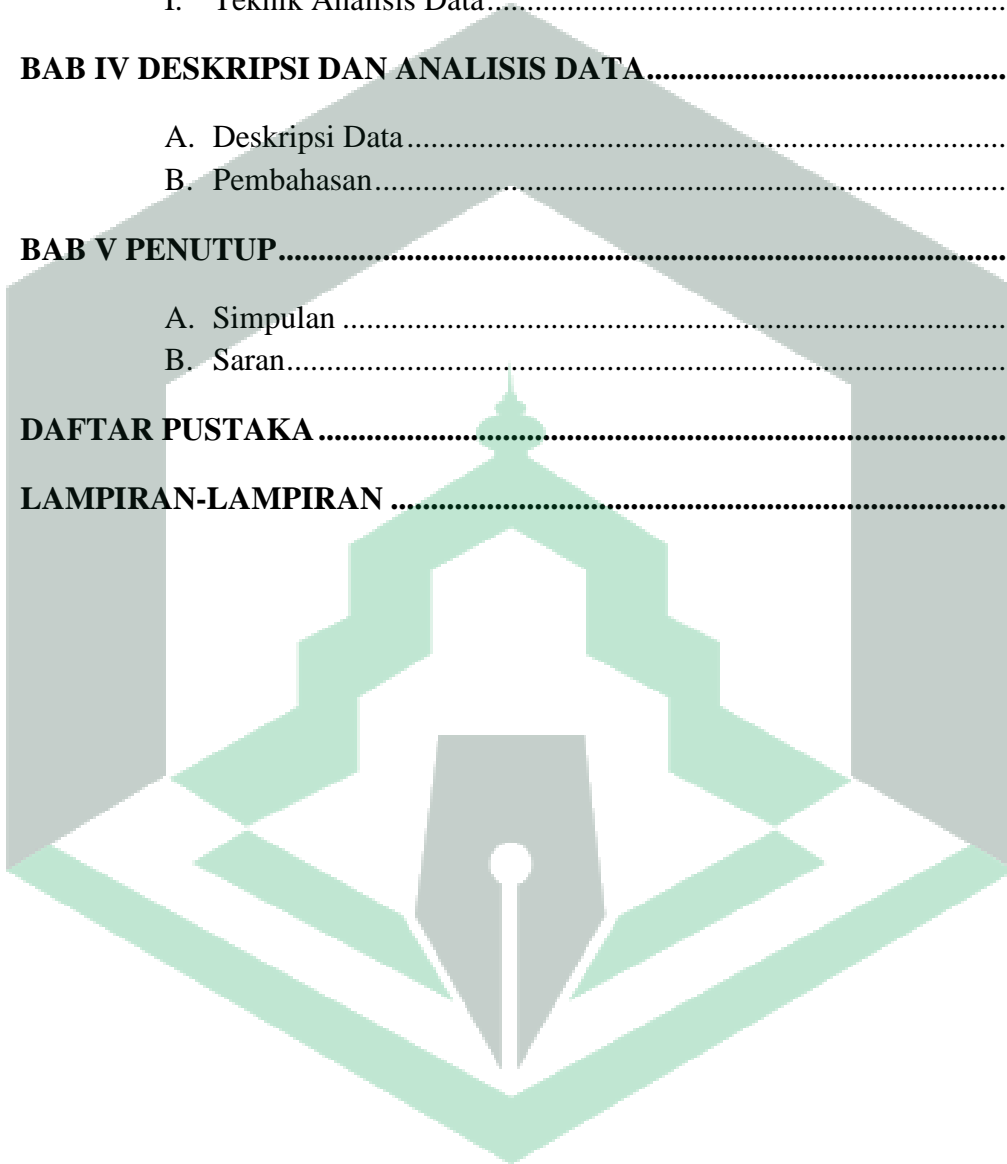 I. Teknik Analisis Data......................................................................
BAB IV DESKRIPSI DAN ANALISIS DATA.............................................
A. Deskripsi Data...........................................................................
B. Pembahasan...............................................................................
BAB V PENUTUP............................................................................................
A. Simpulan ...................................................................................
B. Saran..........................................................................................
DAFTAR PUSTAKA.......................................................................................
LAMPIRAN-LAMPIRAN ..............................................................................